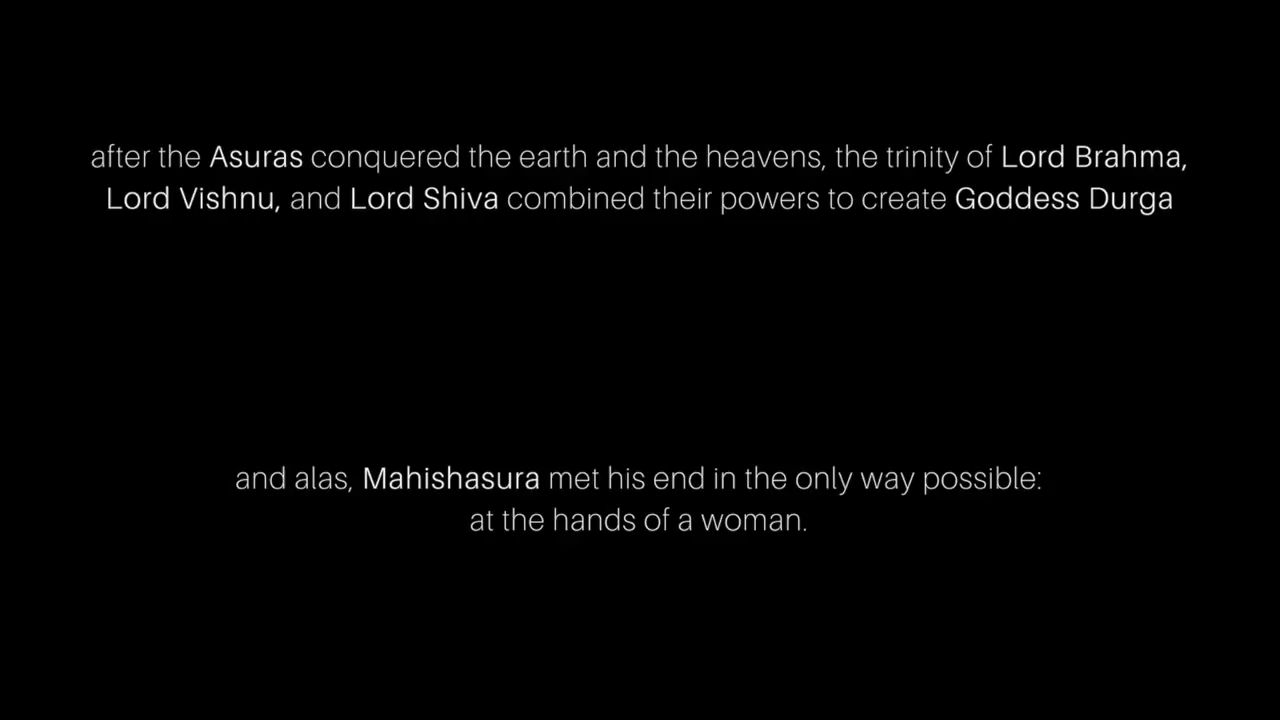 after the Asuras conquered the earth and the heavens, the trinity of Lord Brahma,
Lord Vishnu, and Lord Shiva combined their powers to create Goddess Durga
and alas, Mahishasura met his end in the only way possible:
at the hands of a woman.